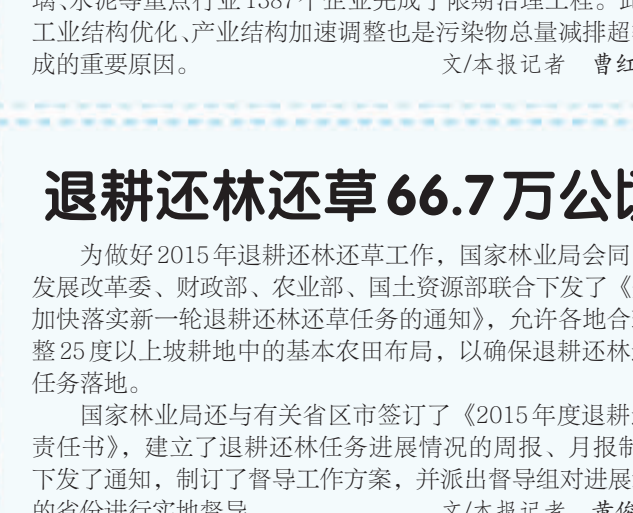 璃、水泥等重点行业1387个企业完成了限期治理工程。
工业结构优化、产业结构加速调整也是污染物总量减排超
成的重要原因。 文/本报记者 曹红
退耕还林还草66.7万公顷
为做好2015年退耕还林还草工作，国家林业局会同
发展改革委、财政部、农业部、国土资源部联合下发了《
加快落实新一轮退耕还林还草任务的通知》，允许各地合
整25度以上坡耕地中的基本农田布局，以确保退耕还林
任务落地。
国家林业局还与有关省区市签订了《2015年度退耕
责任书》，建立了退耕还林任务进展情况的周报、月报制
下发了通知，制订了督导工作方案，并派出督导组对进展
的省份进行实地督导。 文/本报记者 黄俊